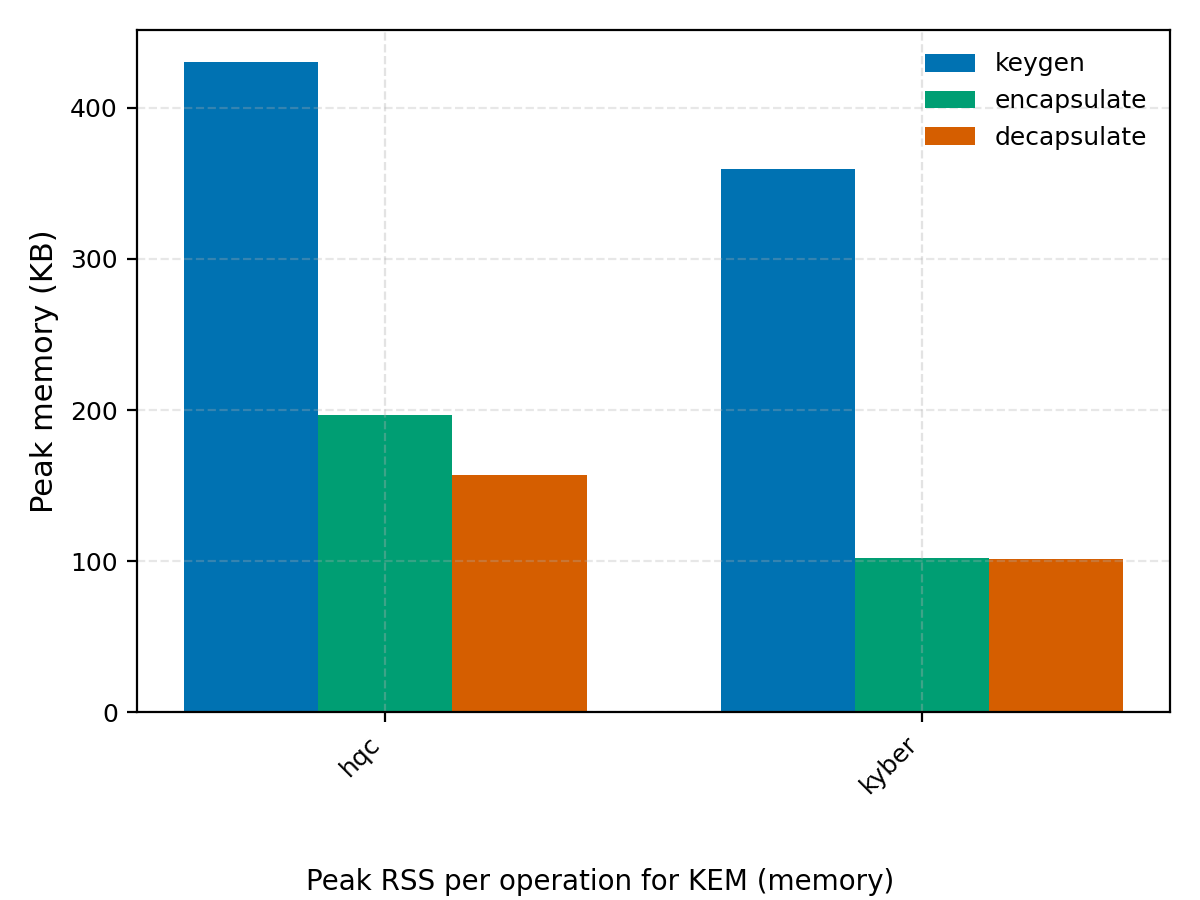 keygen
encapsulate
decapsulate
Peak memory (KB)
400
300
200
100
0
hqc
kyber
Peak RSS per operation for KEM (memory)